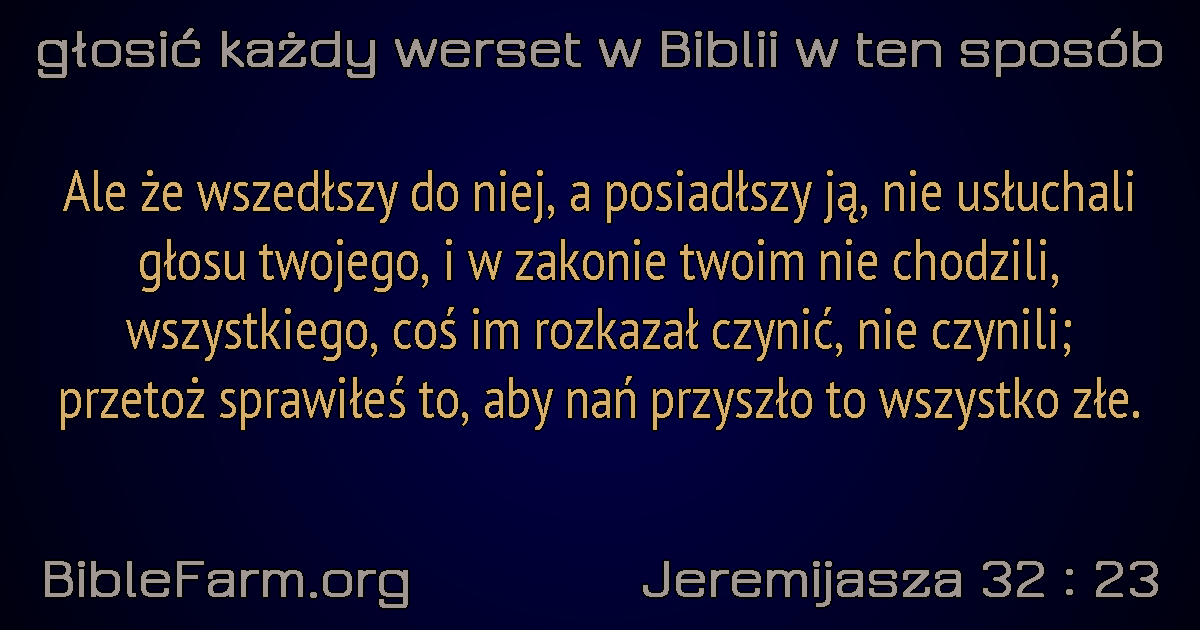 głosić każdy werset w Biblii w ten sposób
Ale że wszedłszy do niej, a posiadłszy ją, nie usłuchali
głosu twojego, i w zakonie twoim nie chodzili,
wszystkiego, coś im rozkazał czynić, nie czynili;
przetoż sprawiłeś to, aby nań przyszło to wszystko złe.
BibleFarm.org
Jeremijasza 32 : 23